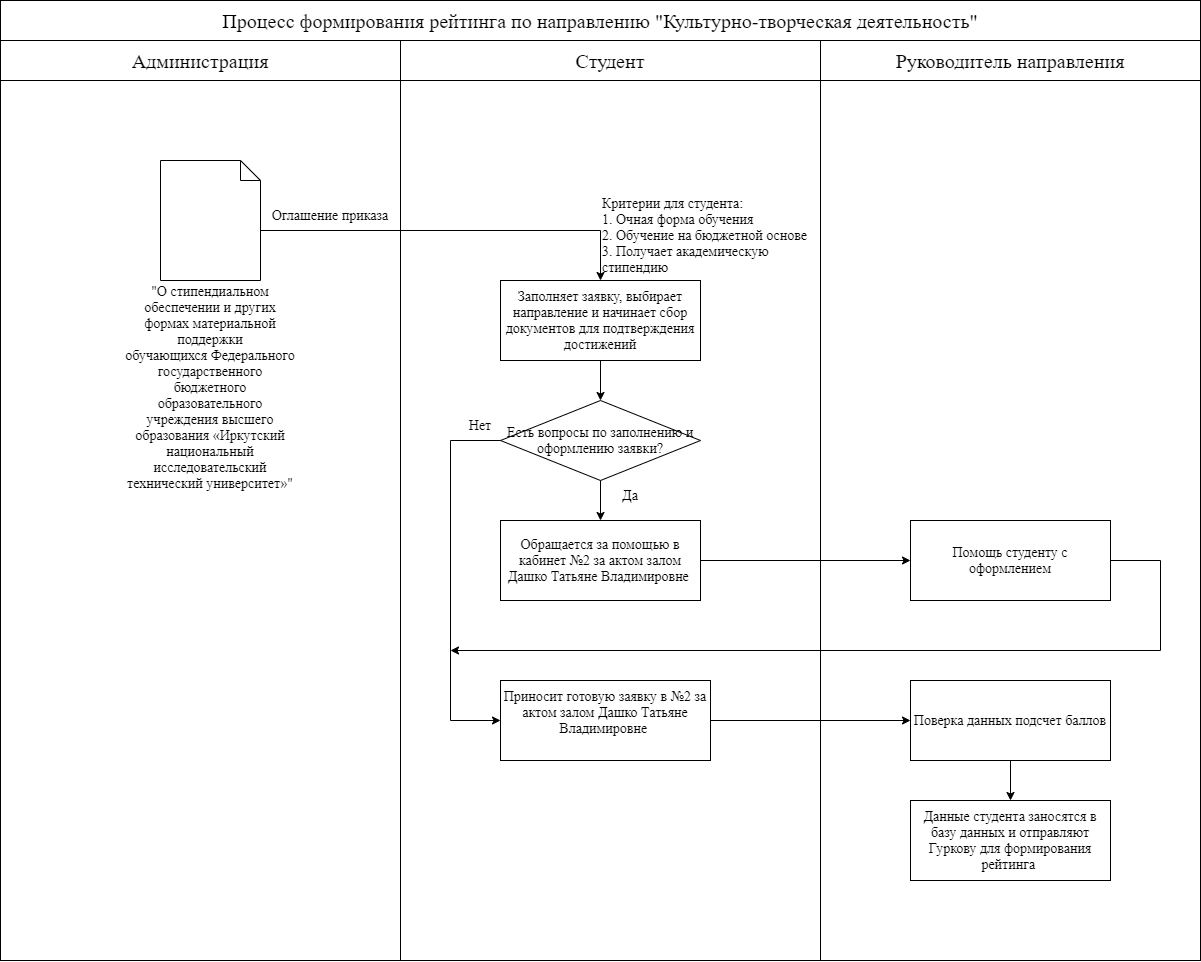 Процесс формирования рейтинга по направлению "Культурно-творческая деятельность"
Администрация
Студент
Руководитель направления
Оглашение приказа
"О стипендиальном
обеспечении и других
формах материальной
поддержки
обучающихся Федерального
государственного
бюджетного
образовательного
учреждения высшего
образования «Иркутский
национальный
исследовательский
технический университет»"
Критерии для студента:
1. Очная форма обучения
2. Обучение на бюджетной основе
3. Получает академическую
стипендию
Заполняет заявку, выбирает
направление и начинает сбор
документов для подтверждения
достижений
Есть вопросы по заполнению и
оформлению заявки?
Нет
Да
Обращается за помощью в
кабинет №2 за актом залом
Дашко Татьяне Владимировне
Помощь студенту с
оформлением
Приносит готовую заявку в №2 за
актом залом Дашко Татьяне
Владимировне
Поверка данных подсчет баллов
Данные студента заносятся в
базу данных и отправляют
Гуркову для формирования
рейтинга